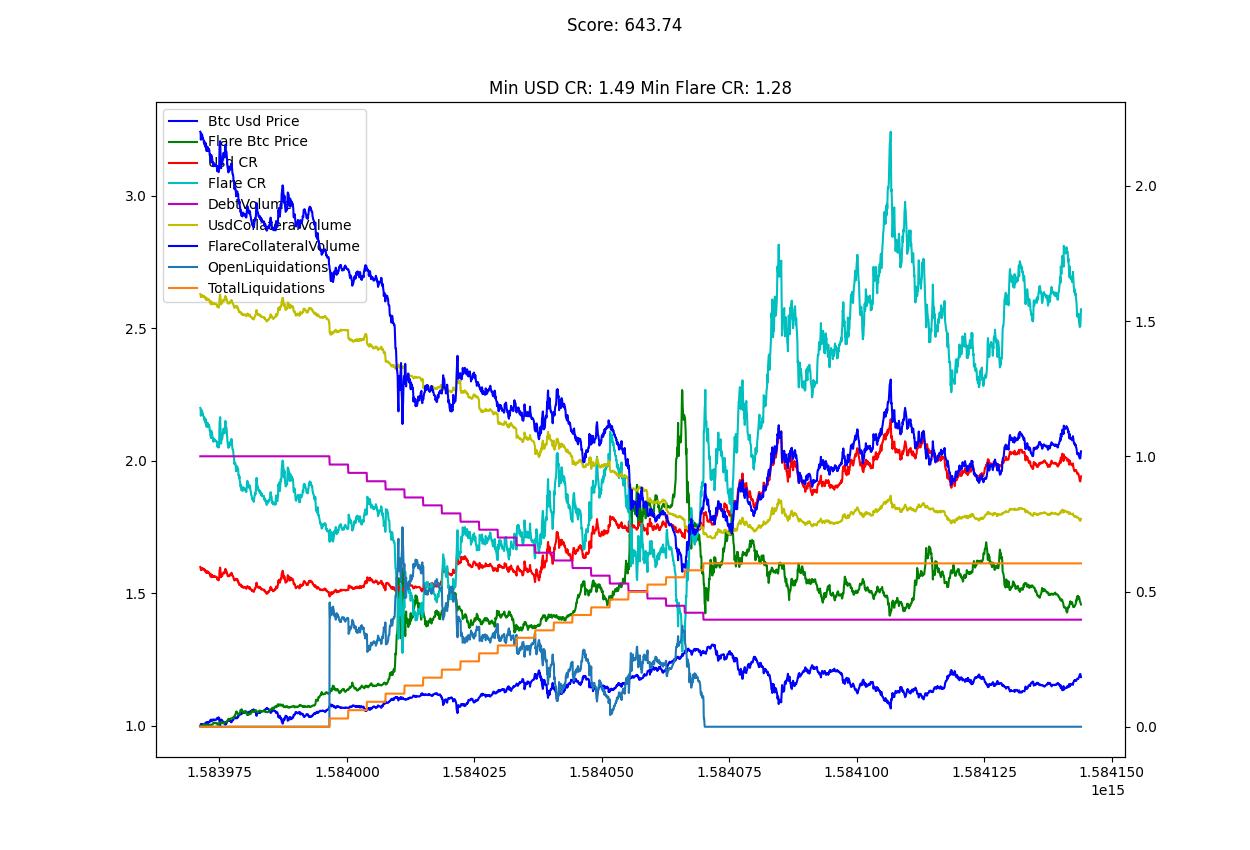 Score: 643.74
Min USD CR: 1.49 Min Flare CR: 1.28
Btc Usd Price
Flare Btc Price
Usd CR
Flare CR
DebtVolume
UsdCollateralVolume
FlareCollateralVolume
OpenLiquidations
TotalLiquidations
3.0
2.5
2.0
1.5
1.0
2.0
1.5
1.0
0.5
0.0
1.583975 1.584000 1.584025 1.584050 1.584075 1.584100 1.584125 1.584150
1e15